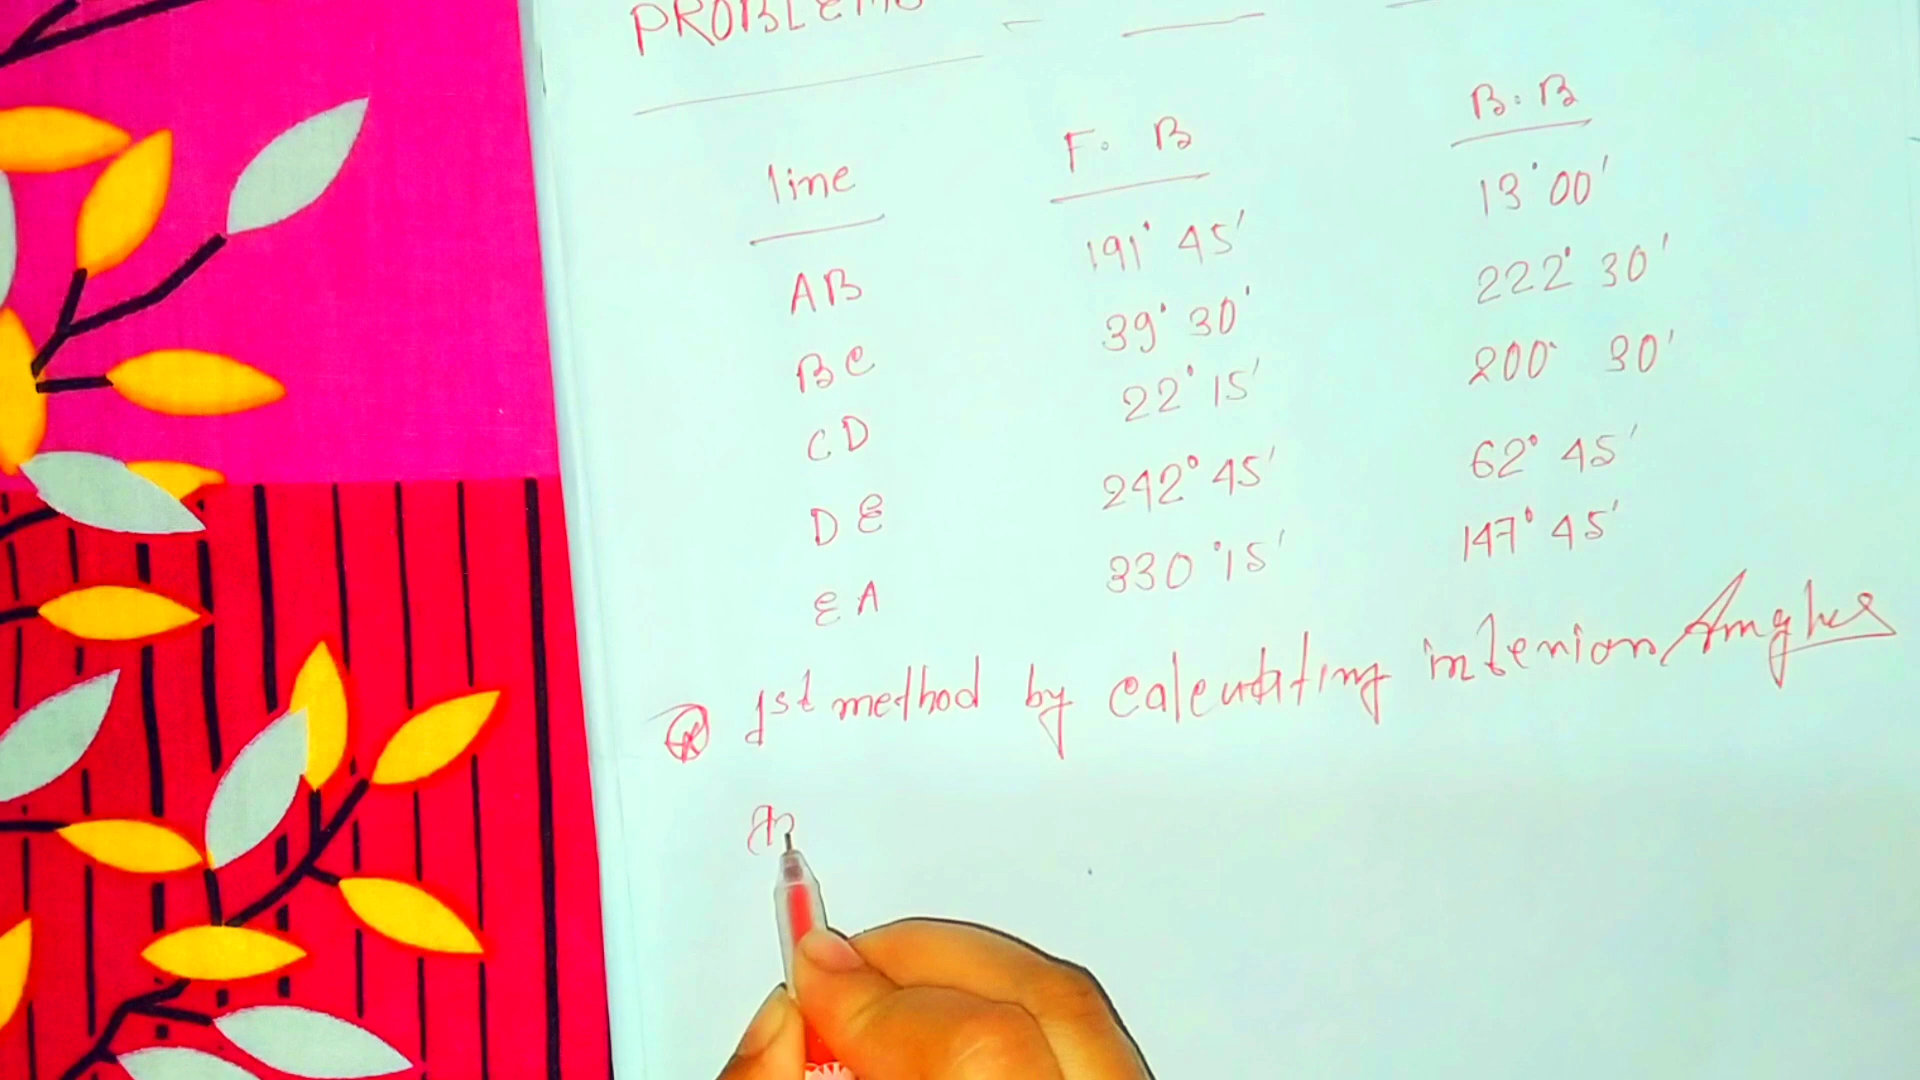 PROBLEMS
line F. B B.B
AB 191° 45' 13° 00'
BC 39° 30' 222° 30'
CD 22° 15' 200° 30'
DE 242° 45' 62° 45'
EA 330° 15' 147° 45'
1st method by calculating interior Angles